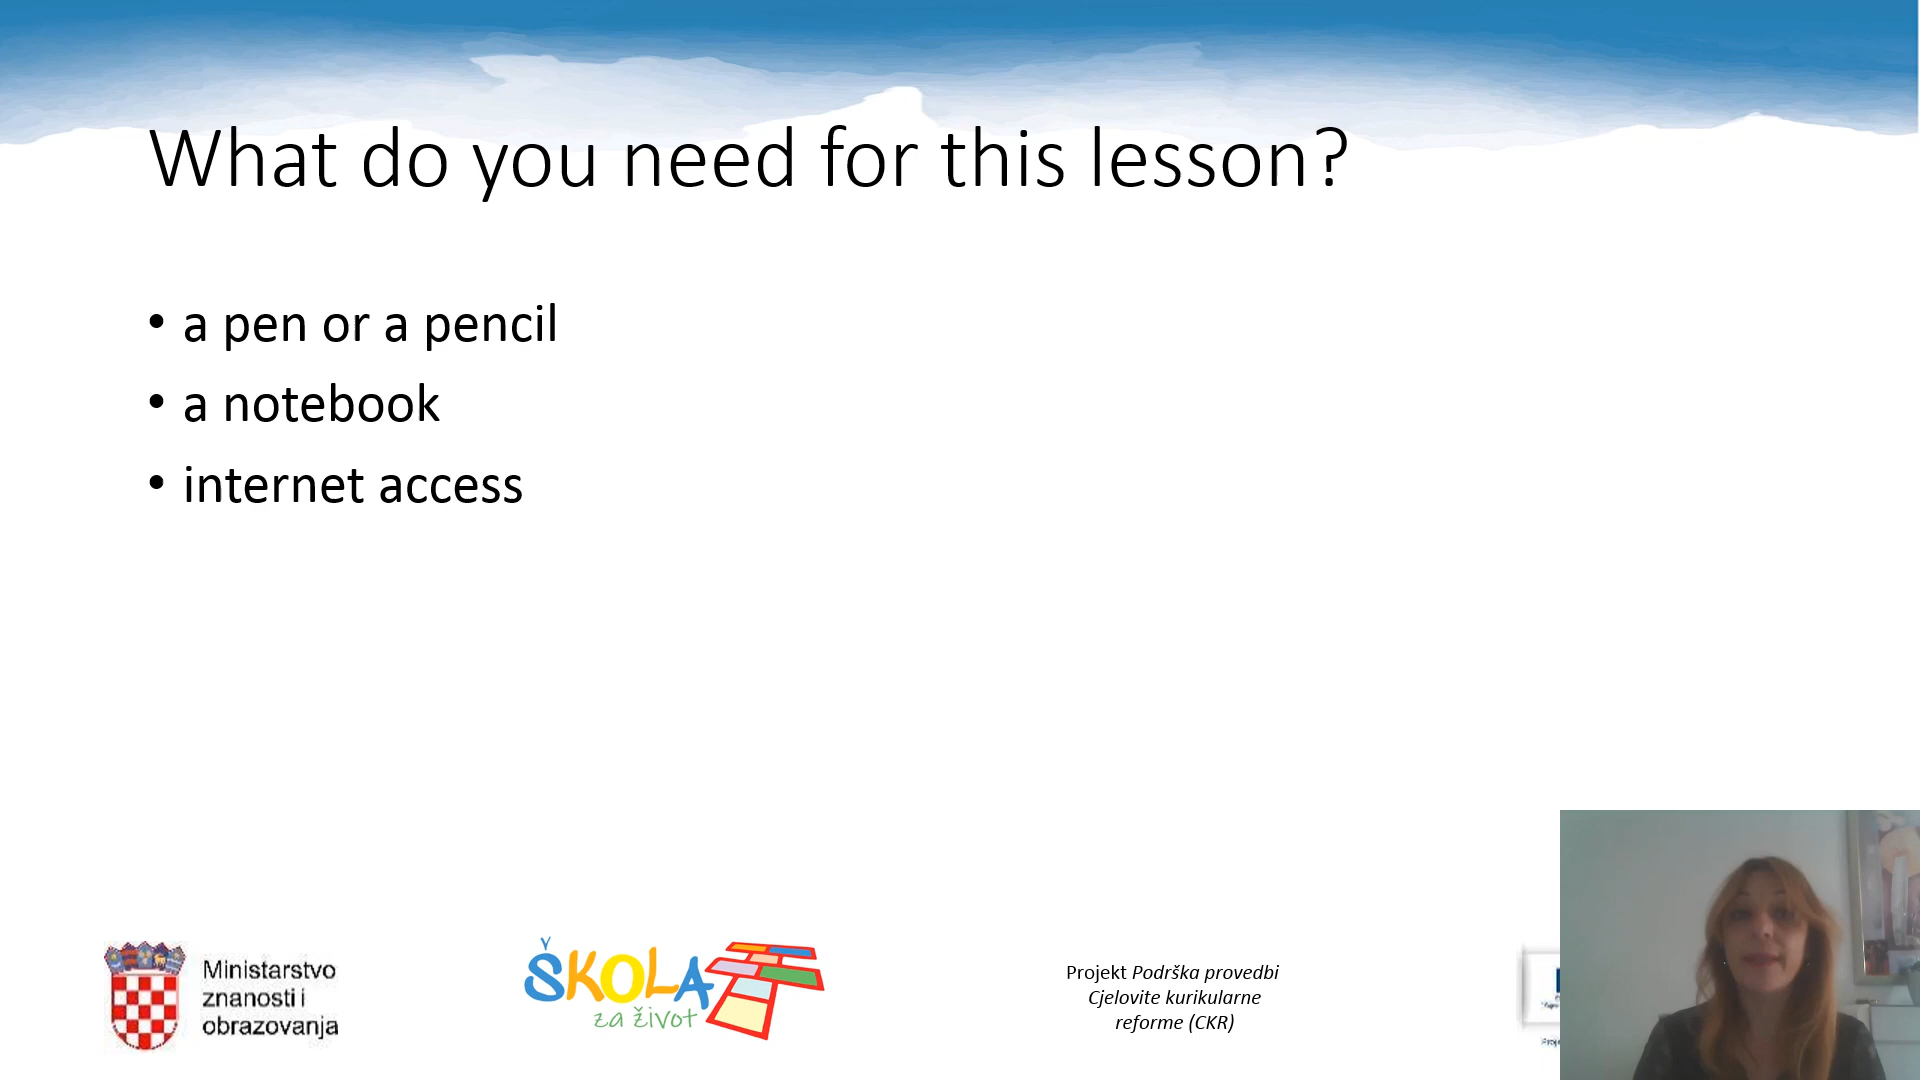 What do you need for this lesson?
• a pen or a pencil
• a notebook
• internet access
Ministarstvo
znanosti i
obrazovanja
ŠKOLA
za život
Projekt Podrška provedbi
Cjelovite kurikularne
reforme (CKR)